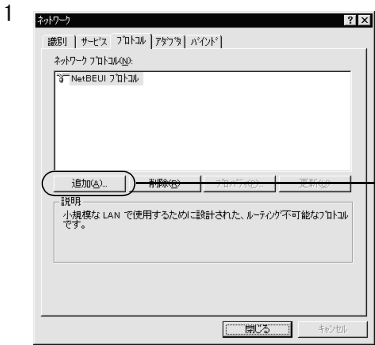 1
ネットワーク
識別 サービス プロトコル アダプタ バインド
ネットワーク プロトコル(N):
NetBEUI プロトコル
追加(A)... 削除(R) プロパティ(P)... 更新(U)
説明
小規模な LAN で使用するために設計された、ルーティング不可能なプロトコル
です。
閉じる キャンセル